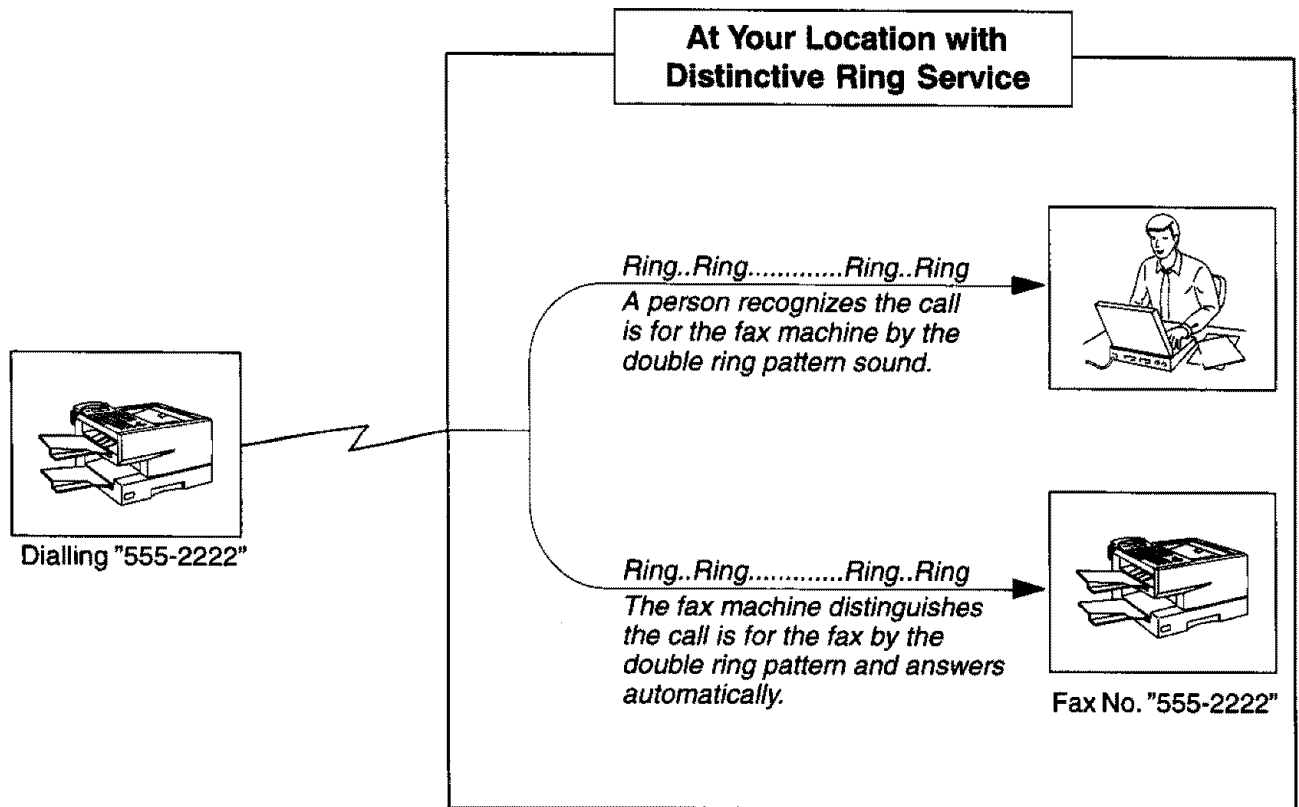 At Your Location with
Distinctive Ring Service
Ring..Ring.............Ring..Ring
A person recognizes the call
is for the fax machine by the
double ring pattern sound.
Dialling "555-2222"
Ring..Ring.............Ring..Ring
The fax machine distinguishes
the call is for the fax by the
double ring pattern and answers
automatically.
Fax No. "555-2222"